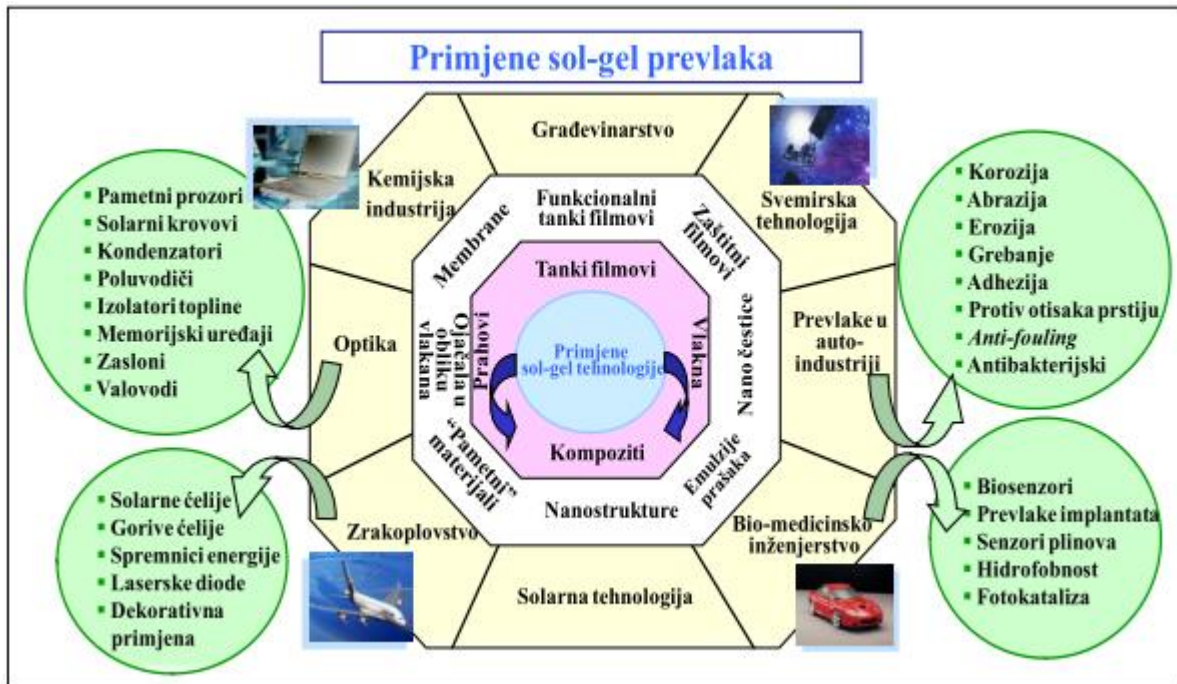 Primjene sol-gel prevlaka
Građevinarstvo
Kemijska
industrija
Svemirska
tehnologija
Optika
Prevlake u
auto-
industriji
Zrakoplovstvo
Solarna tehnologija
Bio-medicinsko
inženjerstvo
Funkcionalni
tanki filmovi
Membrane
Zaštitni
filmovi
Ojačala u
obliku
vlakana
Nano čestice
“Pametni”
materijali
Nanostrukture
Emulzije
prašaka
Tanki filmovi
Prahovi
Vlakna
Kompoziti
Primjene
sol-gel tehnologije
▪ Pametni prozori
▪ Solarni krovovi
▪ Kondenzatori
▪ Poluvodiči
▪ Izolatori topline
▪ Memorijski uređaji
▪ Zasloni
▪ Valovodi
▪ Korozija
▪ Abrazija
▪ Erozija
▪ Grebanje
▪ Adhezija
▪ Protiv otisaka prstiju
▪ Anti-fouling
▪ Antibakterijski
▪ Solarne ćelije
▪ Gorive ćelije
▪ Spremnici energije
▪ Laserske diode
▪ Dekorativna
primjena
▪ Biosenzori
▪ Prevlake implantata
▪ Senzori plinova
▪ Hidrofobnost
▪ Fotokataliza